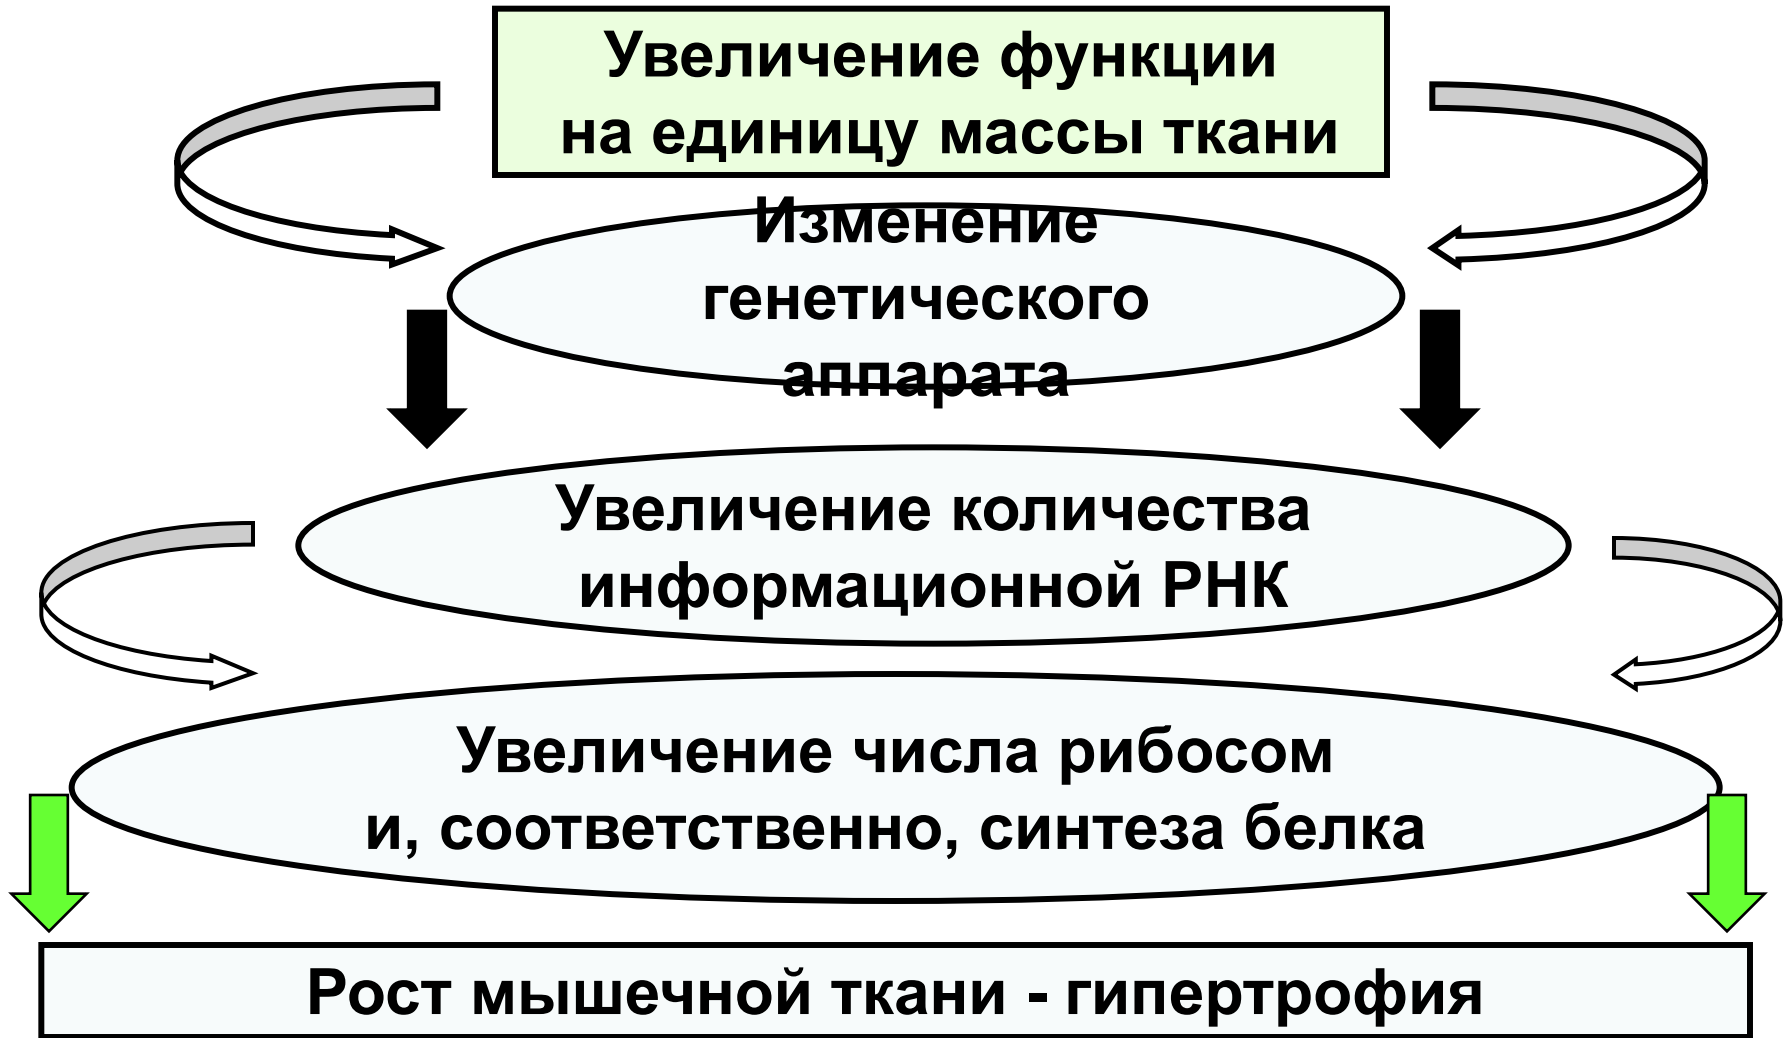 Увеличение функции
на единицу массы ткани
Изменение
генетического
аппарата
Увеличение количества
информационной РНК
Увеличение числа рибосом
и, соответственно, синтеза белка
Рост мышечной ткани - гипертрофия